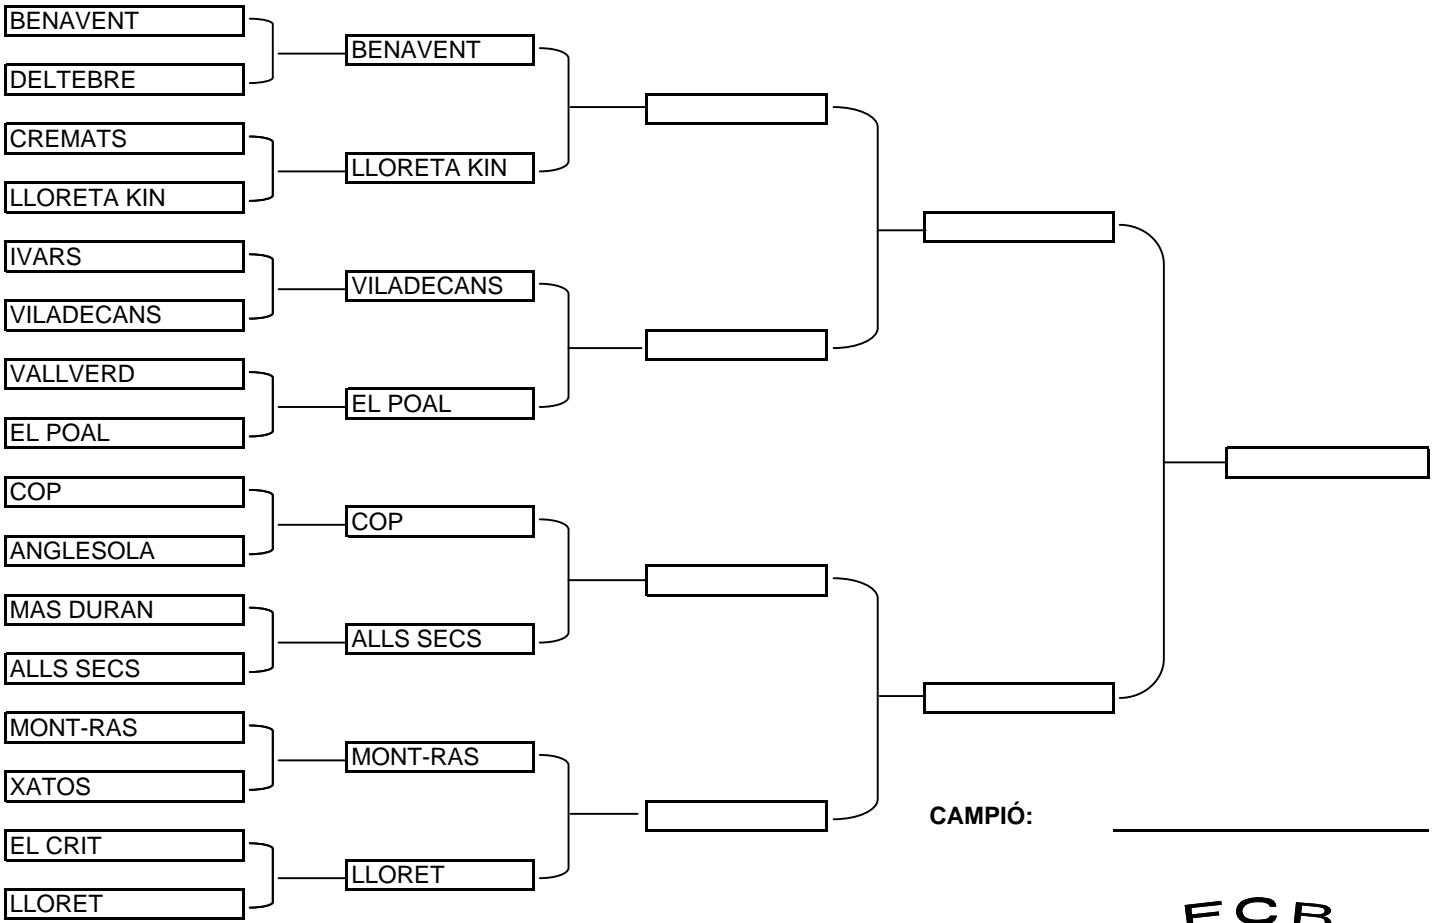 BENAVENT
DELTEBRE
CREMATS
LLORETA KIN
IVARS
VILADECANS
VALLVERD
EL POAL
COP
ANGLESOLA
MAS DURAN
ALLS SECS
MONT-RAS
XATOS
EL CRIT
LLORET
BENAVENT
LLORETA KIN
VILADECANS
EL POAL
COP
ALLS SECS
MONT-RAS
LLORET
CAMPIÓ:
FCB